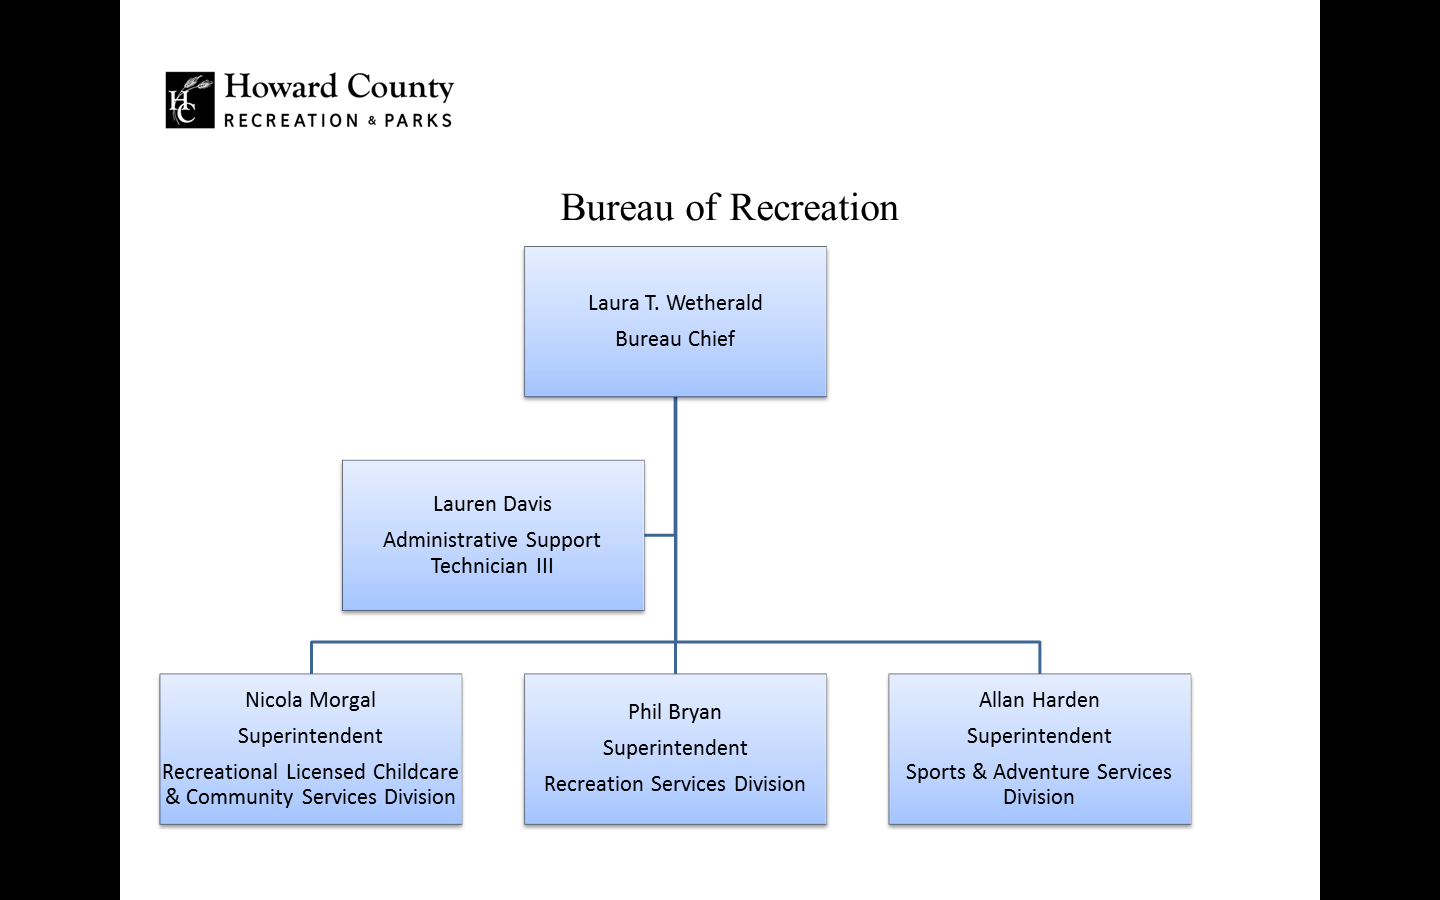 HC
Howard County
RECREATION & PARKS
Bureau of Recreation
Laura T. Wetherald
Bureau Chief
Lauren Davis
Administrative Support
Technician III
Nicola Morgal
Superintendent
Recreational Licensed Childcare
& Community Services Division
Phil Bryan
Superintendent
Recreation Services Division
Allan Harden
Superintendent
Sports & Adventure Services
Division